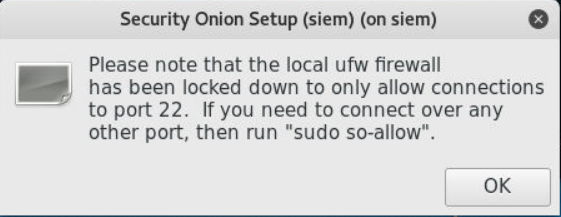 Security Onion Setup (siem) (on siem)
Please note that the local ufw firewall
has been locked down to only allow connections
to port 22.  If you need to connect over any
other port, then run "sudo so-allow".
OK